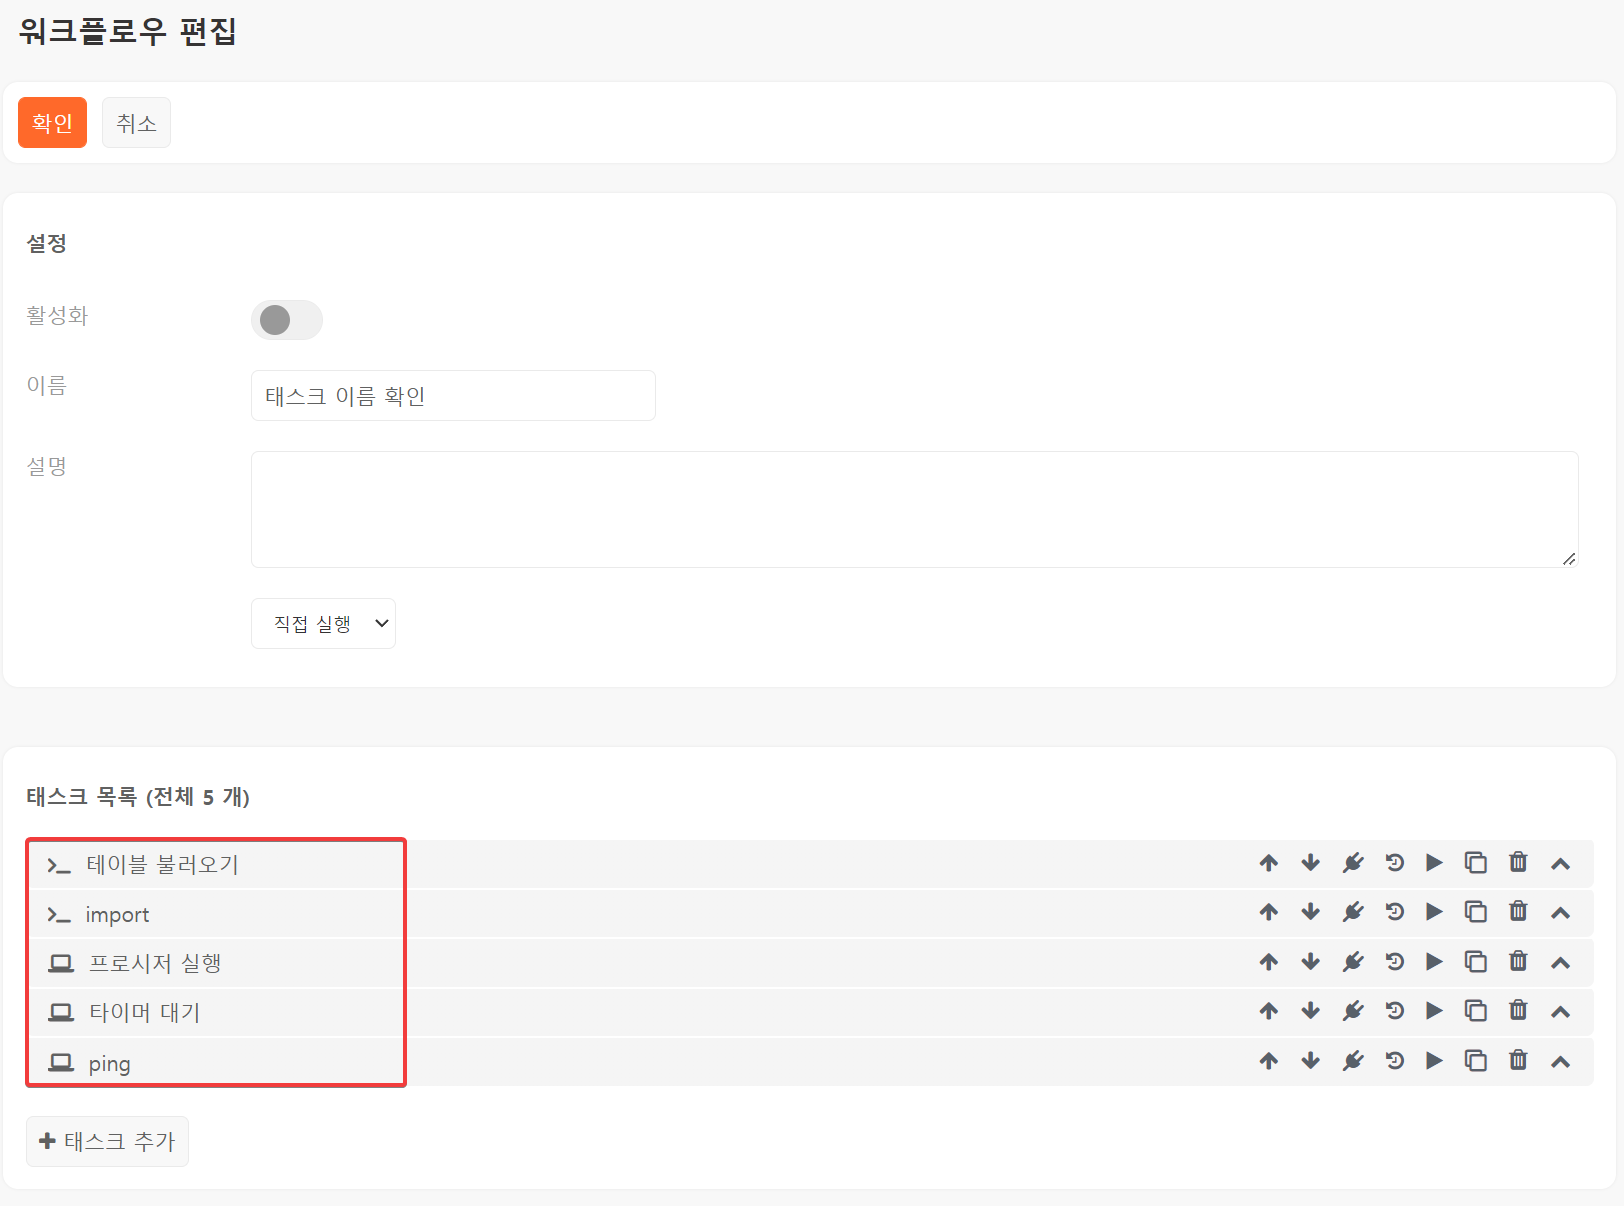 워크플로우 편집
확인 취소
설정
활성화
이름 태스크 이름 확인
설명
직접 실행
태스크 목록 (전체 5 개)
테이블 불러오기
import
프로시저 실행
타이머 대기
ping
태스크 추가